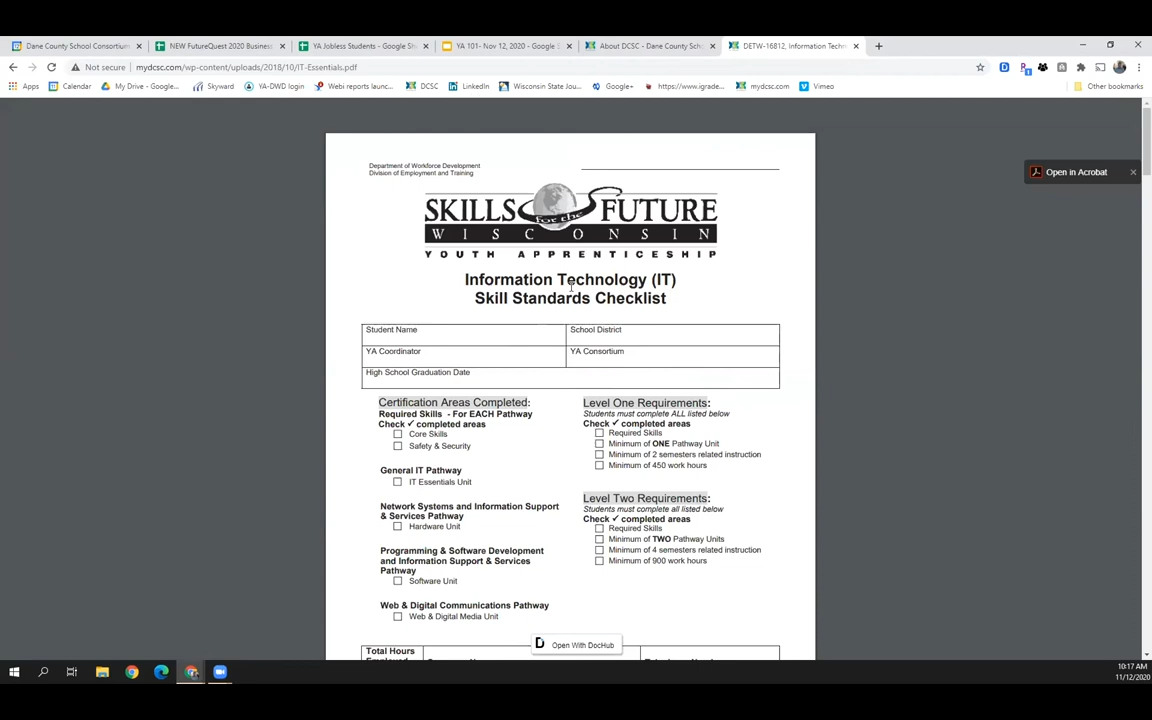 Dane County School Consortium
NEW FutureQuest 2020 Business
YA Jobless Students - Google Sh
YA 101- Nov 12, 2020 - Google S
About DCSC - Dane County Scho
DETW-16812, Information Techn
Not secure
mydcsc.com/wp-content/uploads/2018/10/IT-Essentials.pdf
Apps
Calendar
My Drive - Google...
Skyward
YA-DWD login
Webi reports launc...
DCSC
LinkedIn
Wisconsin State Jou...
Google+
https://www.igrade...
mydcsc.com
Vimeo
Other bookmarks
Open in Acrobat
Department of Workforce Development
Division of Employment and Training
SKILLS for the FUTURE
WISCONSIN
YOUTH APPRENTICESHIP
Information Technology (IT)
Skill Standards Checklist
Student Name
School District
YA Coordinator
YA Consortium
High School Graduation Date
Certification Areas Completed:
Required Skills - For EACH Pathway
Check ✓ completed areas
Core Skills
Safety & Security
General IT Pathway
IT Essentials Unit
Network Systems and Information Support
& Services Pathway
Hardware Unit
Programming & Software Development
and Information Support & Services
Pathway
Software Unit
Web & Digital Communications Pathway
Web & Digital Media Unit
Level One Requirements:
Students must complete ALL listed below
Check ✓ completed areas
Required Skills
Minimum of ONE Pathway Unit
Minimum of 2 semesters related instruction
Minimum of 450 work hours
Level Two Requirements:
Students must complete all listed below
Check ✓ completed areas
Required Skills
Minimum of TWO Pathway Units
Minimum of 4 semesters related instruction
Minimum of 900 work hours
Total Hours
Open With DocHub
10:17 AM
11/12/2020